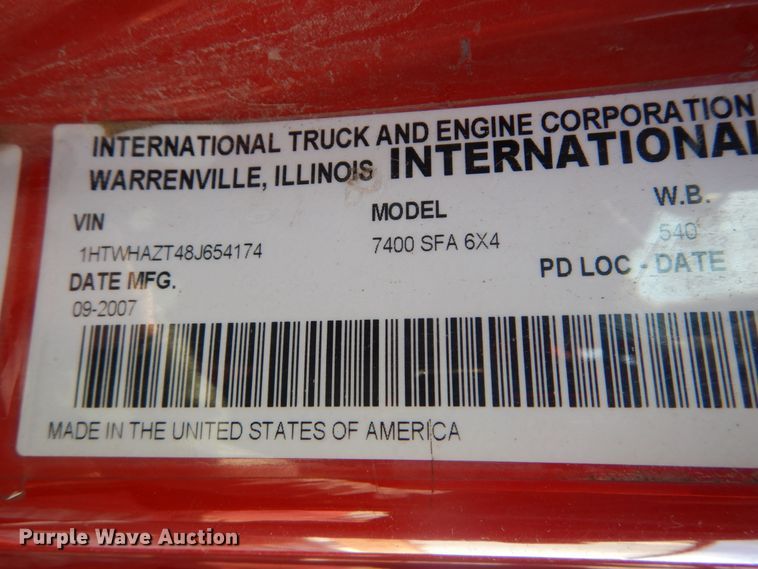 INTERNATIONAL TRUCK AND ENGINE CORPORATION
WARRENVILLE, ILLINOIS INTERNATIONAL
VIN MODEL W.B.
1HTWHAZT48J654174 7400 SFA 6X4 540
DATE MFG. PD LOC - DATE
09-2007
MADE IN THE UNITED STATES OF AMERICA
Purple Wave Auction